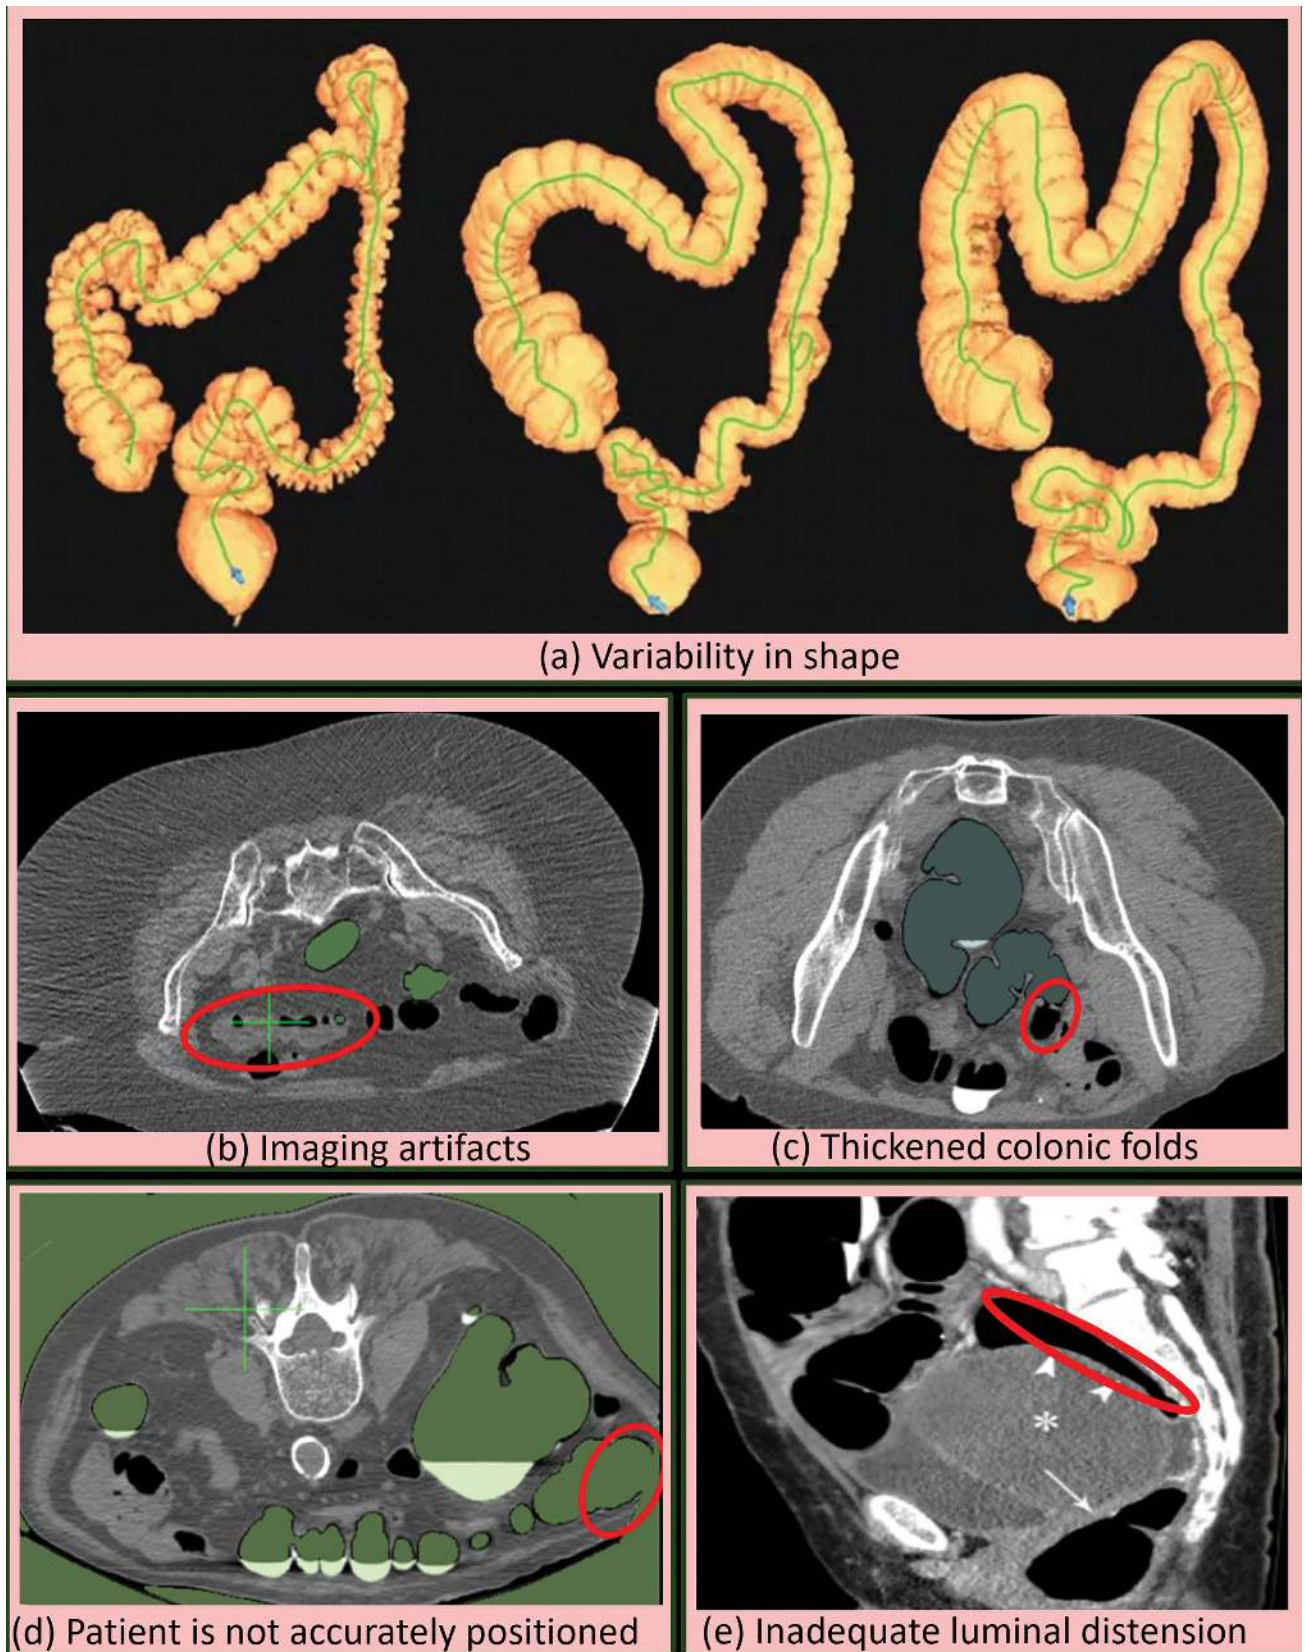 (a) Variability in shape
(b) Imaging artifacts
(c) Thickened colonic folds
(d) Patient is not accurately positioned
(e) Inadequate luminal distension